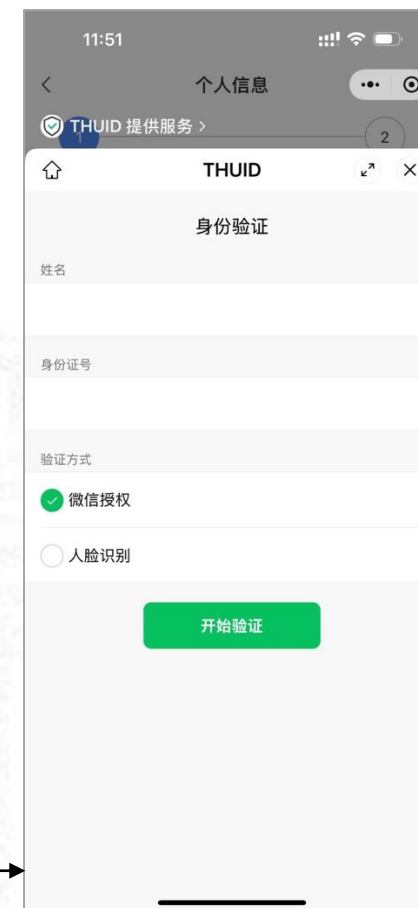 11:51
个人信息
THUID 提供服务 >
1
2
THUID
身份验证
姓名
身份证号
验证方式
微信授权
人脸识别
开始验证